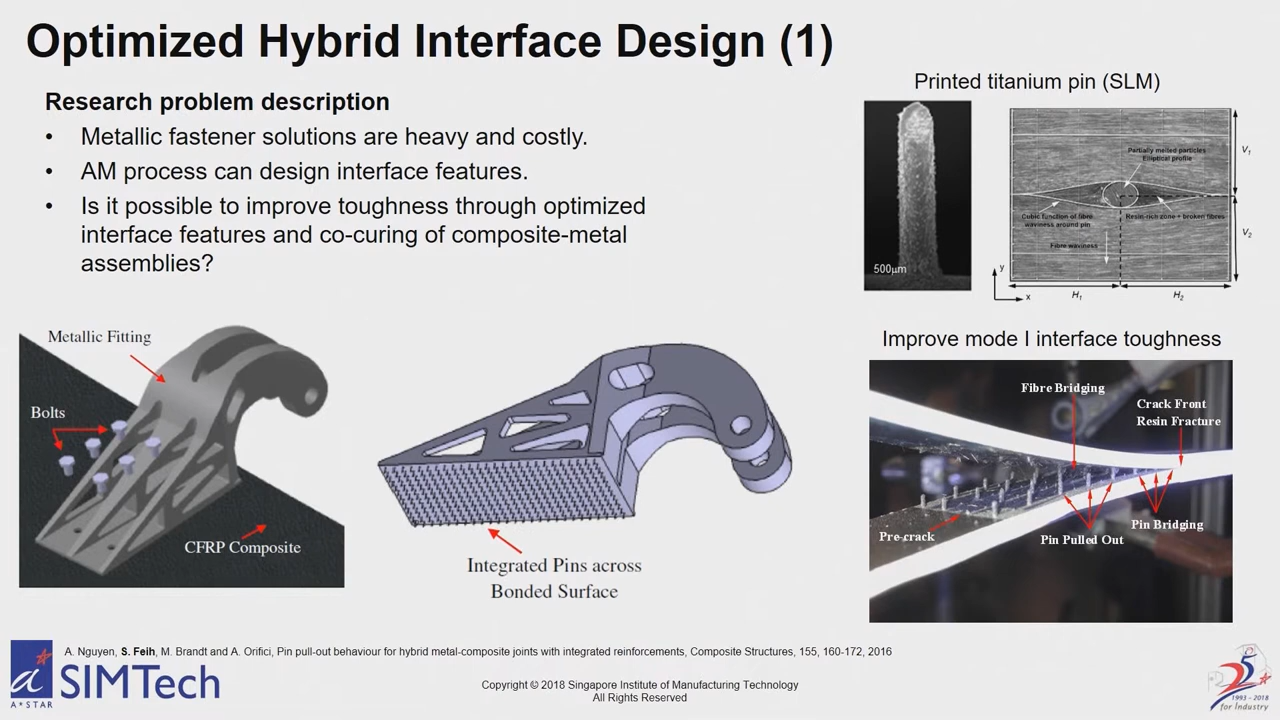 Optimized Hybrid Interface Design (1)
Research problem description
• Metallic fastener solutions are heavy and costly.
• AM process can design interface features.
• Is it possible to improve toughness through optimized
interface features and co-curing of composite-metal
assemblies?
Printed titanium pin (SLM)
500μm
Partially melted particles
Elliptical profile
Cubic function of fibre
waviness around pin
Resin-rich zone + broken fibres
Fibre waviness
V1
V2
y
x
H1
H2
Metallic Fitting
Bolts
CFRP Composite
Integrated Pins across
Bonded Surface
Improve mode I interface toughness
Fibre Bridging
Crack Front
Resin Fracture
Pre-crack
Pin Pulled Out
Pin Bridging
A. Nguyen, S. Feih, M. Brandt and A. Orifici, Pin pull-out behaviour for hybrid metal-composite joints with integrated reinforcements, Composite Structures, 155, 160-172, 2016
a
A*STAR
SIMTech
Copyright © 2018 Singapore Institute of Manufacturing Technology
All Rights Reserved
25
1993 - 2018
for Industry